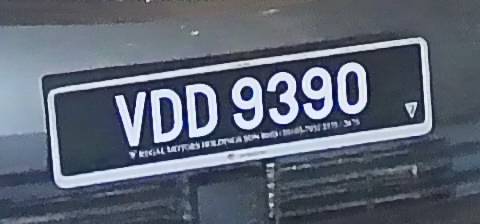 VDD 9390
REGAL MOTORS HOLDINGS SDN BHD